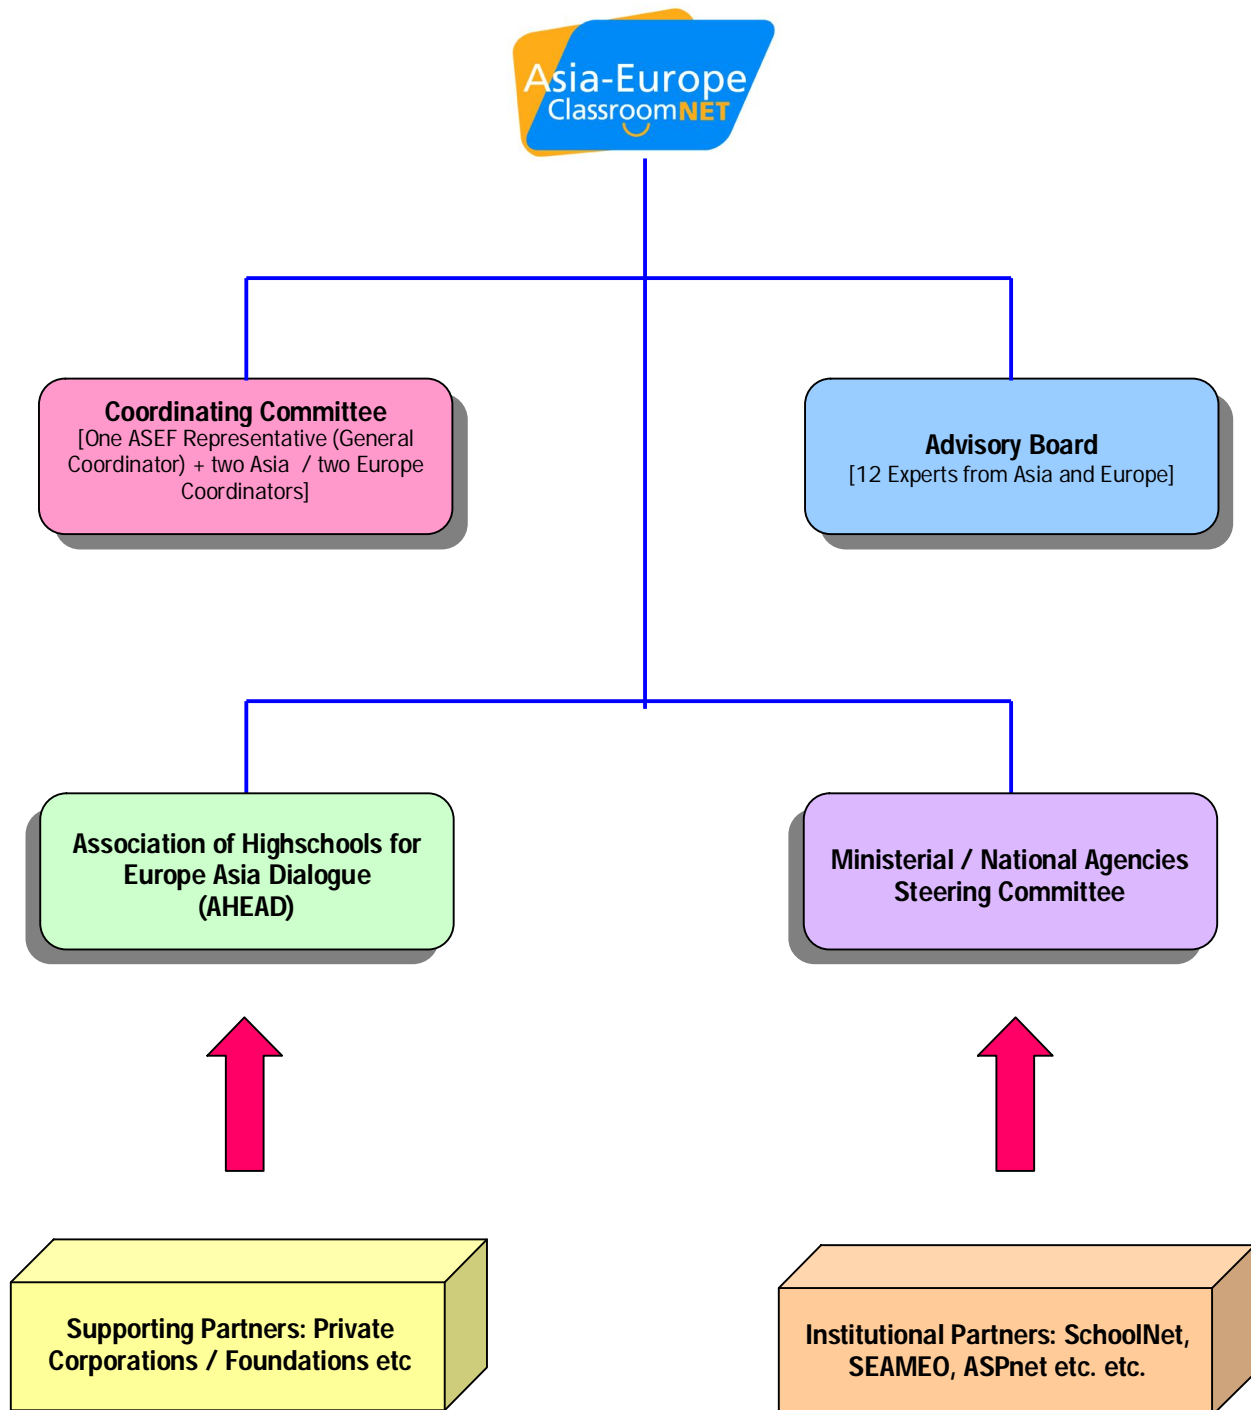 Asia-Europe
ClassroomNET
Coordinating Committee
[One ASEF Representative (General
Coordinator) + two Asia / two Europe
Coordinators]
Advisory Board
[12 Experts from Asia and Europe]
Association of Highschools for
Europe Asia Dialogue
(AHEAD)
Ministerial / National Agencies
Steering Committee
Supporting Partners: Private
Corporations / Foundations etc
Institutional Partners: SchoolNet,
SEAMEO, ASPnet etc. etc.